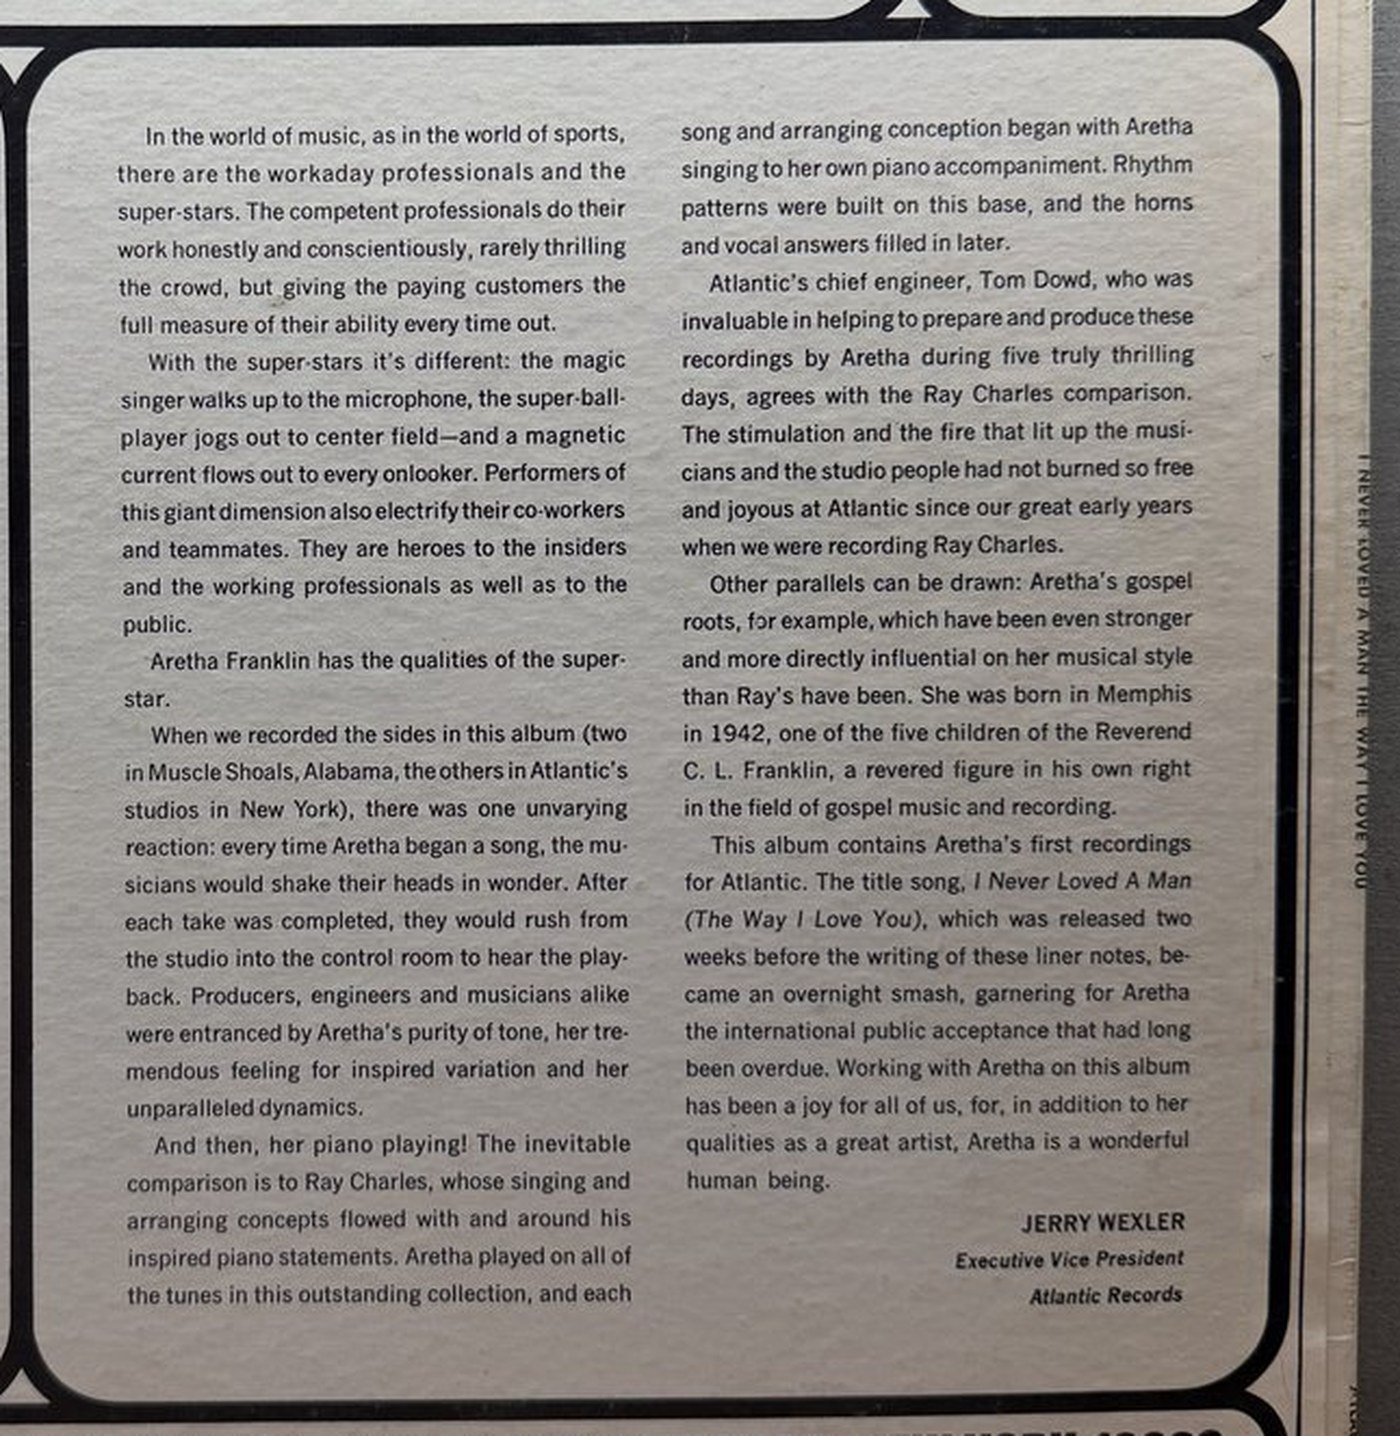 In the world of music, as in the world of sports,
there are the workaday professionals and the
super-stars. The competent professionals do their
work honestly and conscientiously, rarely thrilling
the crowd, but giving the paying customers the
full measure of their ability every time out.
With the super-stars it's different: the magic
singer walks up to the microphone, the super-ball-
player jogs out to center field—and a magnetic
current flows out to every onlooker. Performers of
this giant dimension also electrify their co-workers
and teammates. They are heroes to the insiders
and the working professionals as well as to the
public.
Aretha Franklin has the qualities of the super-
star.
When we recorded the sides in this album (two
in Muscle Shoals, Alabama, the others in Atlantic's
studios in New York), there was one unvarying
reaction: every time Aretha began a song, the mu-
sicians would shake their heads in wonder. After
each take was completed, they would rush from
the studio into the control room to hear the play-
back. Producers, engineers and musicians alike
were entranced by Aretha's purity of tone, her tre-
mendous feeling for inspired variation and her
unparalleled dynamics.
And then, her piano playing! The inevitable
comparison is to Ray Charles, whose singing and
arranging concepts flowed with and around his
inspired piano statements. Aretha played on all of
the tunes in this outstanding collection, and each
song and arranging conception began with Aretha
singing to her own piano accompaniment. Rhythm
patterns were built on this base, and the horns
and vocal answers filled in later.
Atlantic's chief engineer, Tom Dowd, who was
invaluable in helping to prepare and produce these
recordings by Aretha during five truly thrilling
days, agrees with the Ray Charles comparison.
The stimulation and the fire that lit up the musi-
cians and the studio people had not burned so free
and joyous at Atlantic since our great early years
when we were recording Ray Charles.
Other parallels can be drawn: Aretha's gospel
roots, for example, which have been even stronger
and more directly influential on her musical style
than Ray's have been. She was born in Memphis
in 1942, one of the five children of the Reverend
C. L. Franklin, a revered figure in his own right
in the field of gospel music and recording.
This album contains Aretha's first recordings
for Atlantic. The title song, I Never Loved A Man
(The Way I Love You), which was released two
weeks before the writing of these liner notes, be-
came an overnight smash, garnering for Aretha
the international public acceptance that had long
been overdue. Working with Aretha on this album
has been a joy for all of us, for, in addition to her
qualities as a great artist, Aretha is a wonderful
human being.
JERRY WEXLER
Executive Vice President
Atlantic Records
I NEVER LOVED A MAN THE WAY I LOVE YOU